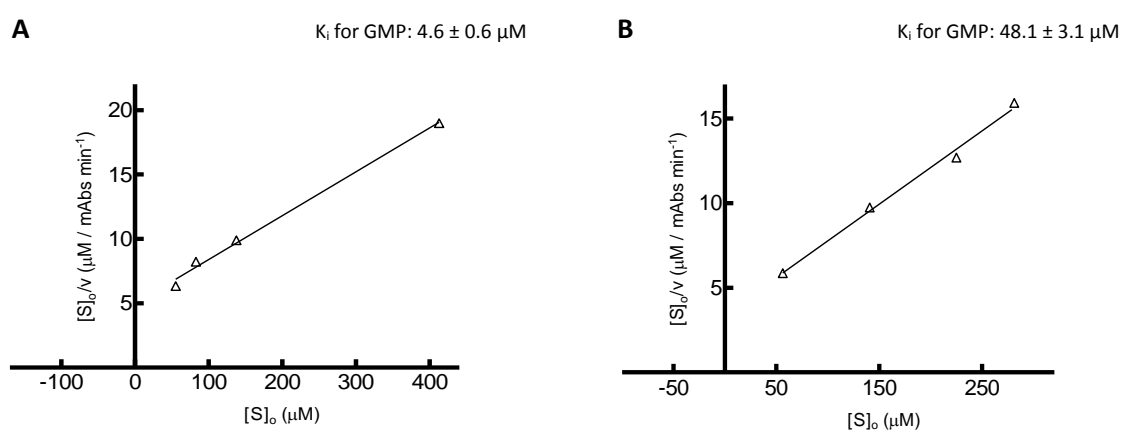 A
K<sub>i</sub> for GMP: 4.6 ± 0.6 µM
20
15
10
5
[S]ₒ/v (µM / mAbs min⁻¹)
-100 0 100 200 300 400
[S]ₒ (µM)
B
Kᵢ for GMP: 48.1 ± 3.1 µM
15
10
5
[S]ₒ/v (µM / mAbs min⁻¹)
-50 50 150 250
[S]ₒ (µM)